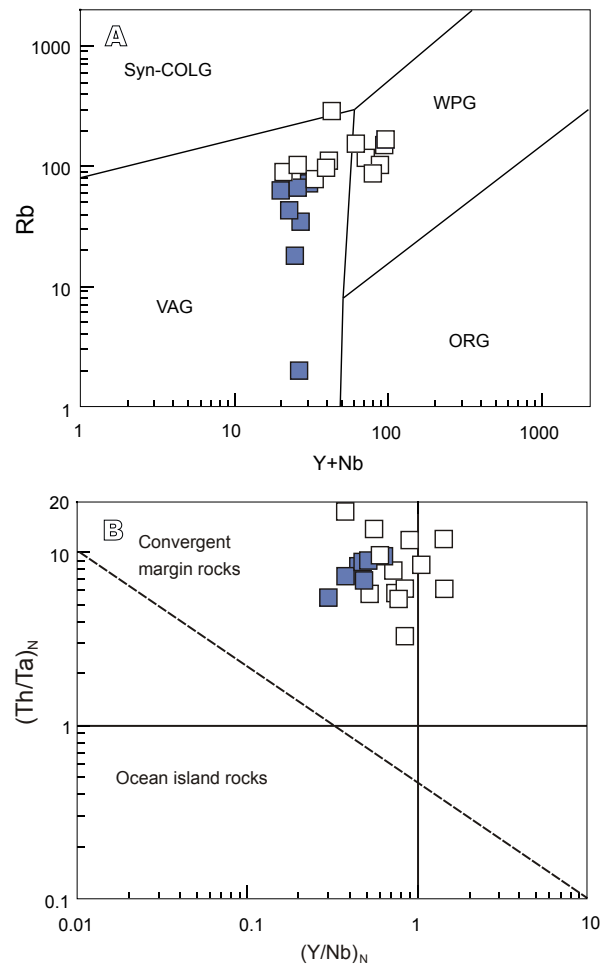 A
1000
Syn-COLG
WPG
100
Rb
10
VAG
ORG
1
1
10
100
1000
Y+Nb
B
20
Convergent
margin rocks
10
(Th/Ta)N
1
Ocean island rocks
0.1
0.01
0.1
1
10
(Y/Nb)N